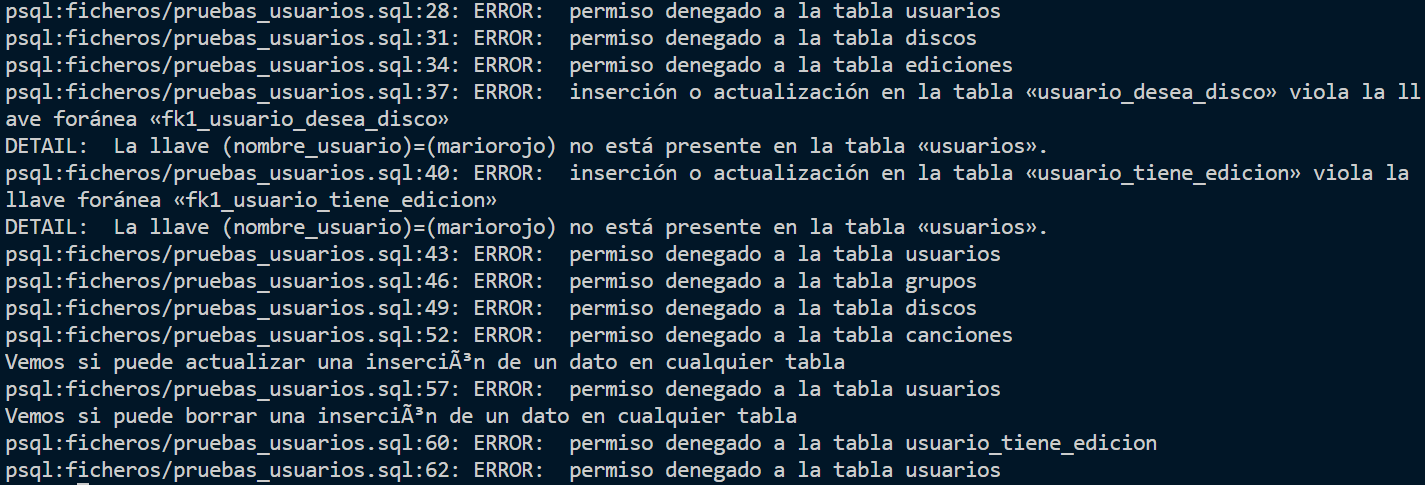 psql:ficheros/pruebas_usuarios.sql:28: ERROR:  permiso denegado a la tabla usuarios
psql:ficheros/pruebas_usuarios.sql:31: ERROR:  permiso denegado a la tabla discos
psql:ficheros/pruebas_usuarios.sql:34: ERROR:  permiso denegado a la tabla ediciones
psql:ficheros/pruebas_usuarios.sql:37: ERROR:  inserción o actualización en la tabla «usuario_desea_disco» viola la ll
ave foránea «fk1_usuario_desea_disco»
DETAIL:  La llave (nombre_usuario)=(mariorojo) no está presente en la tabla «usuarios».
psql:ficheros/pruebas_usuarios.sql:40: ERROR:  inserción o actualización en la tabla «usuario_tiene_edicion» viola la
llave foránea «fk1_usuario_tiene_edicion»
DETAIL:  La llave (nombre_usuario)=(mariorojo) no está presente en la tabla «usuarios».
psql:ficheros/pruebas_usuarios.sql:43: ERROR:  permiso denegado a la tabla usuarios
psql:ficheros/pruebas_usuarios.sql:46: ERROR:  permiso denegado a la tabla grupos
psql:ficheros/pruebas_usuarios.sql:49: ERROR:  permiso denegado a la tabla discos
psql:ficheros/pruebas_usuarios.sql:52: ERROR:  permiso denegado a la tabla canciones
Vemos si puede actualizar una inserciÃ³n de un dato en cualquier tabla
psql:ficheros/pruebas_usuarios.sql:57: ERROR:  permiso denegado a la tabla usuarios
Vemos si puede borrar una inserciÃ³n de un dato en cualquier tabla
psql:ficheros/pruebas_usuarios.sql:60: ERROR:  permiso denegado a la tabla usuario_tiene_edicion
psql:ficheros/pruebas_usuarios.sql:62: ERROR:  permiso denegado a la tabla usuarios